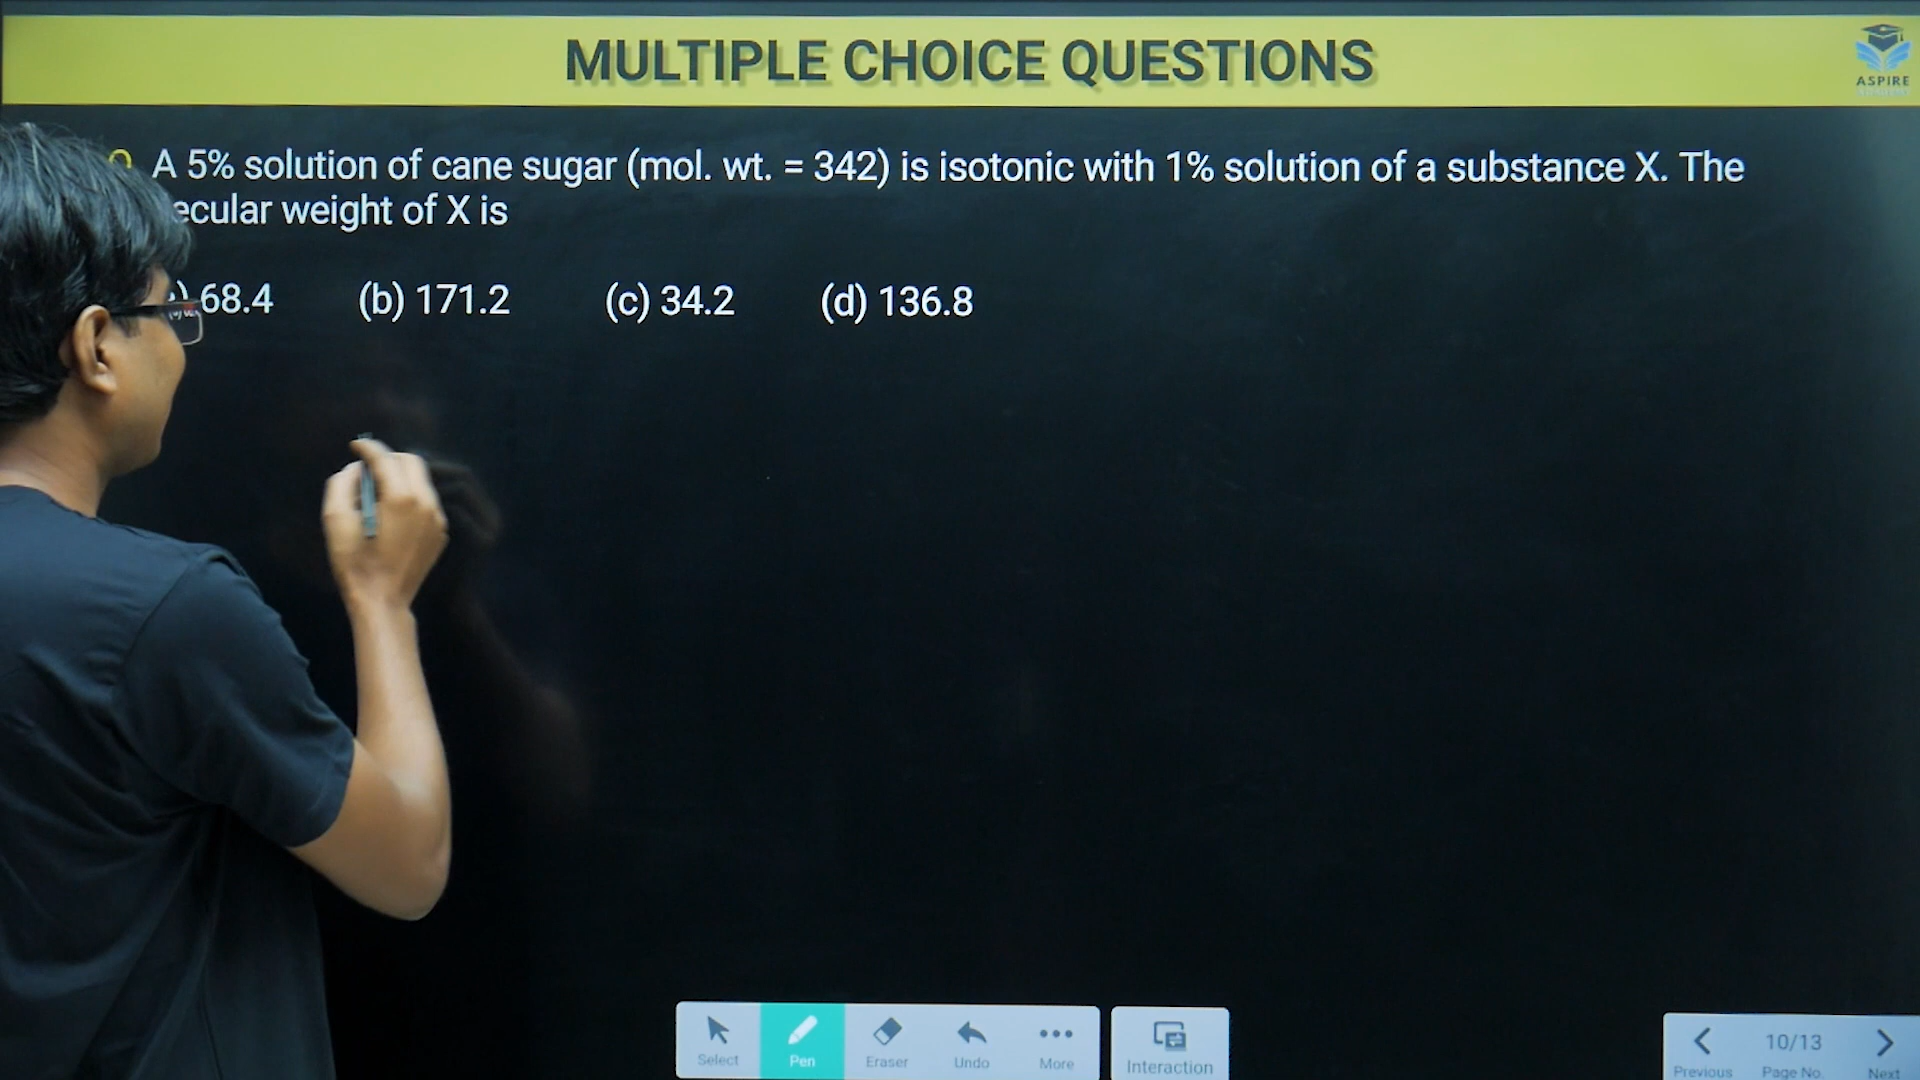 MULTIPLE CHOICE QUESTIONS
ASPIRE
A 5% solution of cane sugar (mol. wt. = 342) is isotonic with 1% solution of a substance X. The
weight of X is
68.4 (b) 171.2 (c) 34.2 (d) 136.8
Select Pen Eraser Undo More Interaction
10/13
Previous Page No. Next